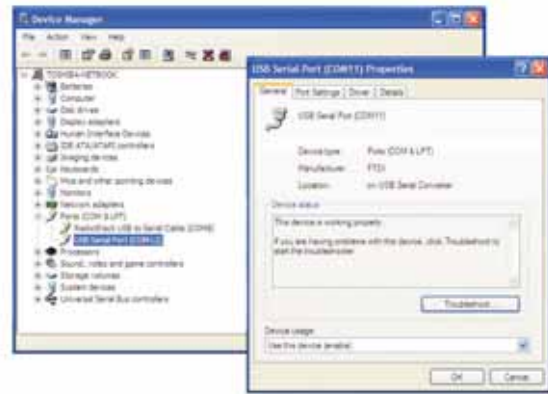 Device Manager
File Action View Help
TOSHIBA-NETBOOK
Batteries
Computer
Disk drives
Display adapters
Human Interface Devices
IDE ATA/ATAPI controllers
Imaging devices
Keyboards
Mice and other pointing devices
Monitors
Network adapters
Ports (COM & LPT)
RadioShack USB to Serial Cable
USB Serial Port (COM11)
Processors
Sound, video and game controllers
Storage volumes
System devices
Universal Serial Bus controllers
USB Serial Port (COM11) Properties
General Port Settings Driver Details
USB Serial Port (COM11)
Device type: Ports (COM & LPT)
Manufacturer: FTDI
Location: on USB Serial Converter
Device status
This device is working properly.
If you are having problems with this device, click Troubleshoot to
start the troubleshooter.
Troubleshoot...
Device usage:
Use this device (enable)
OK Cancel